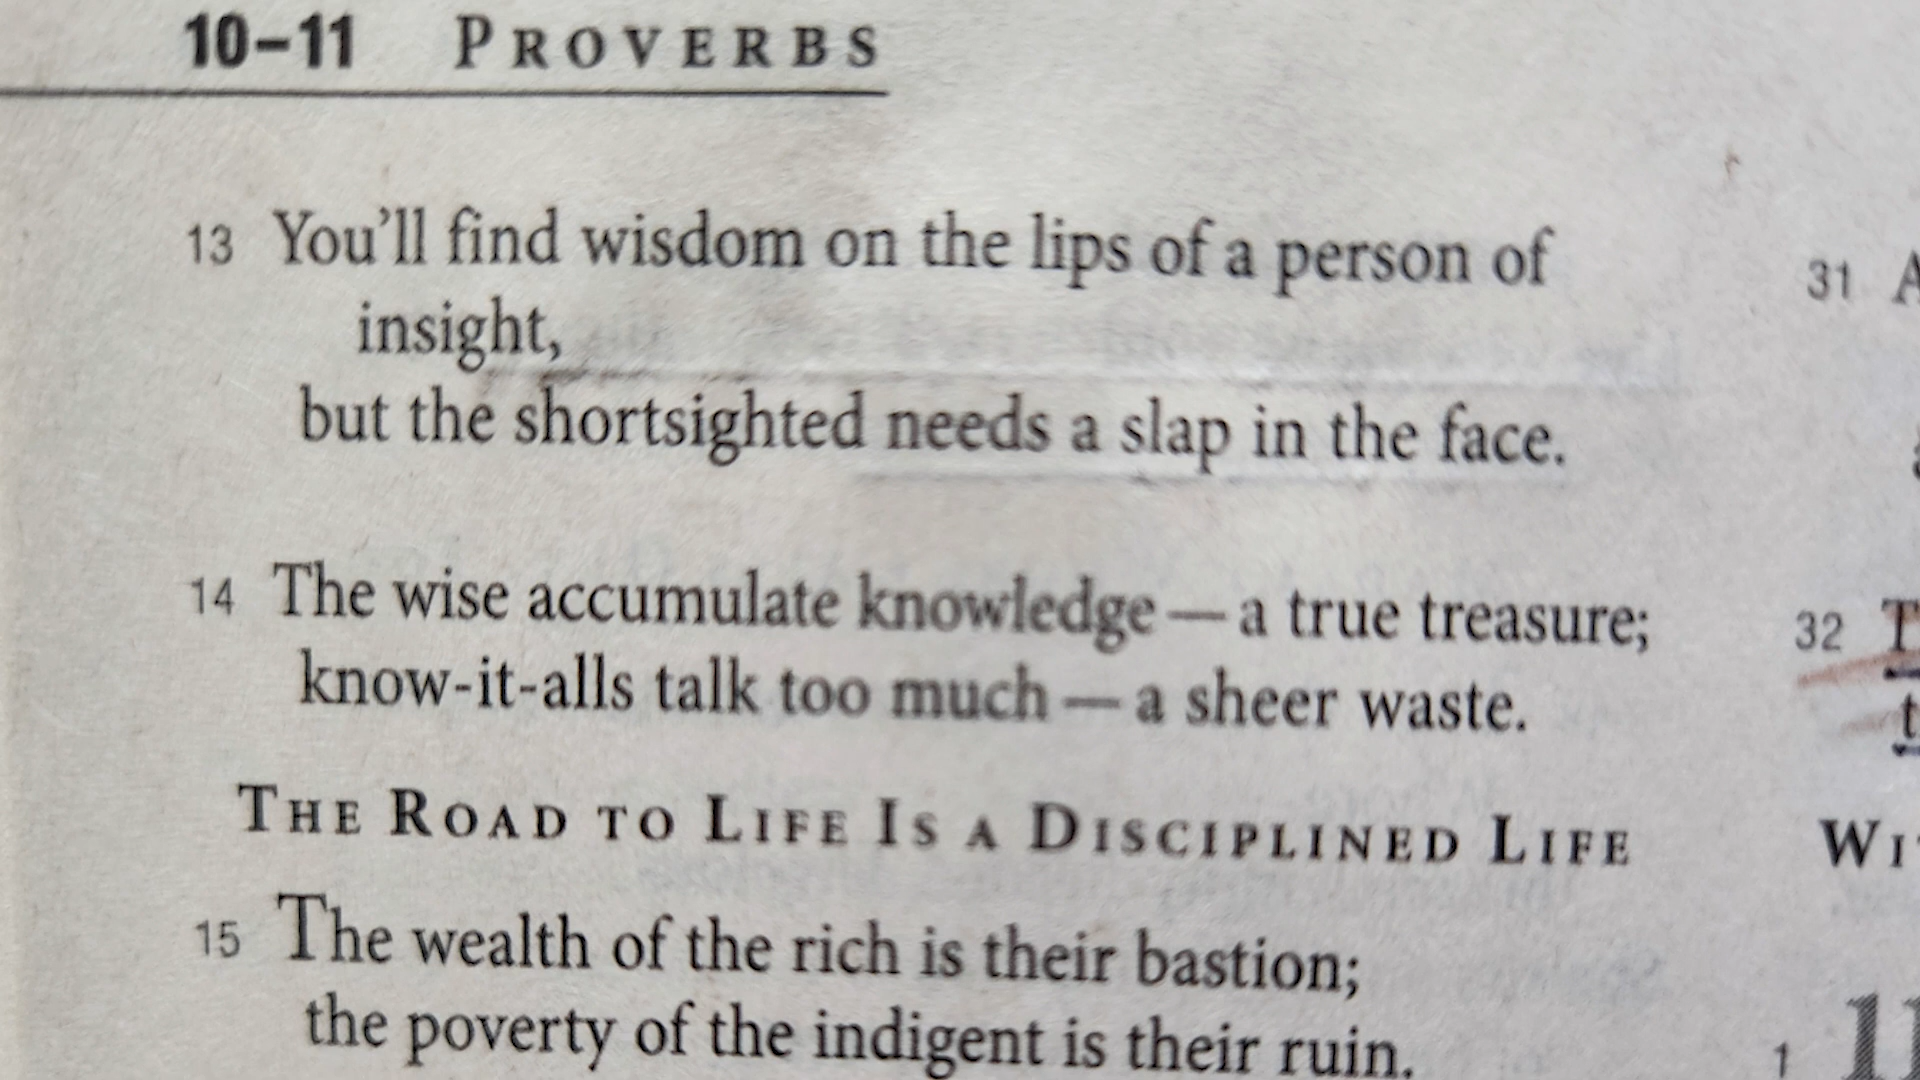 10–11 PROVERBS
13 You'll find wisdom on the lips of a person of
insight,
but the shortsighted needs a slap in the face.
14 The wise accumulate knowledge — a true treasure;
know-it-alls talk too much — a sheer waste.
THE ROAD TO LIFE IS A DISCIPLINED LIFE
15 The wealth of the rich is their bastion;
the poverty of the indigent is their ruin.
31 A
32 T
t
WI
1